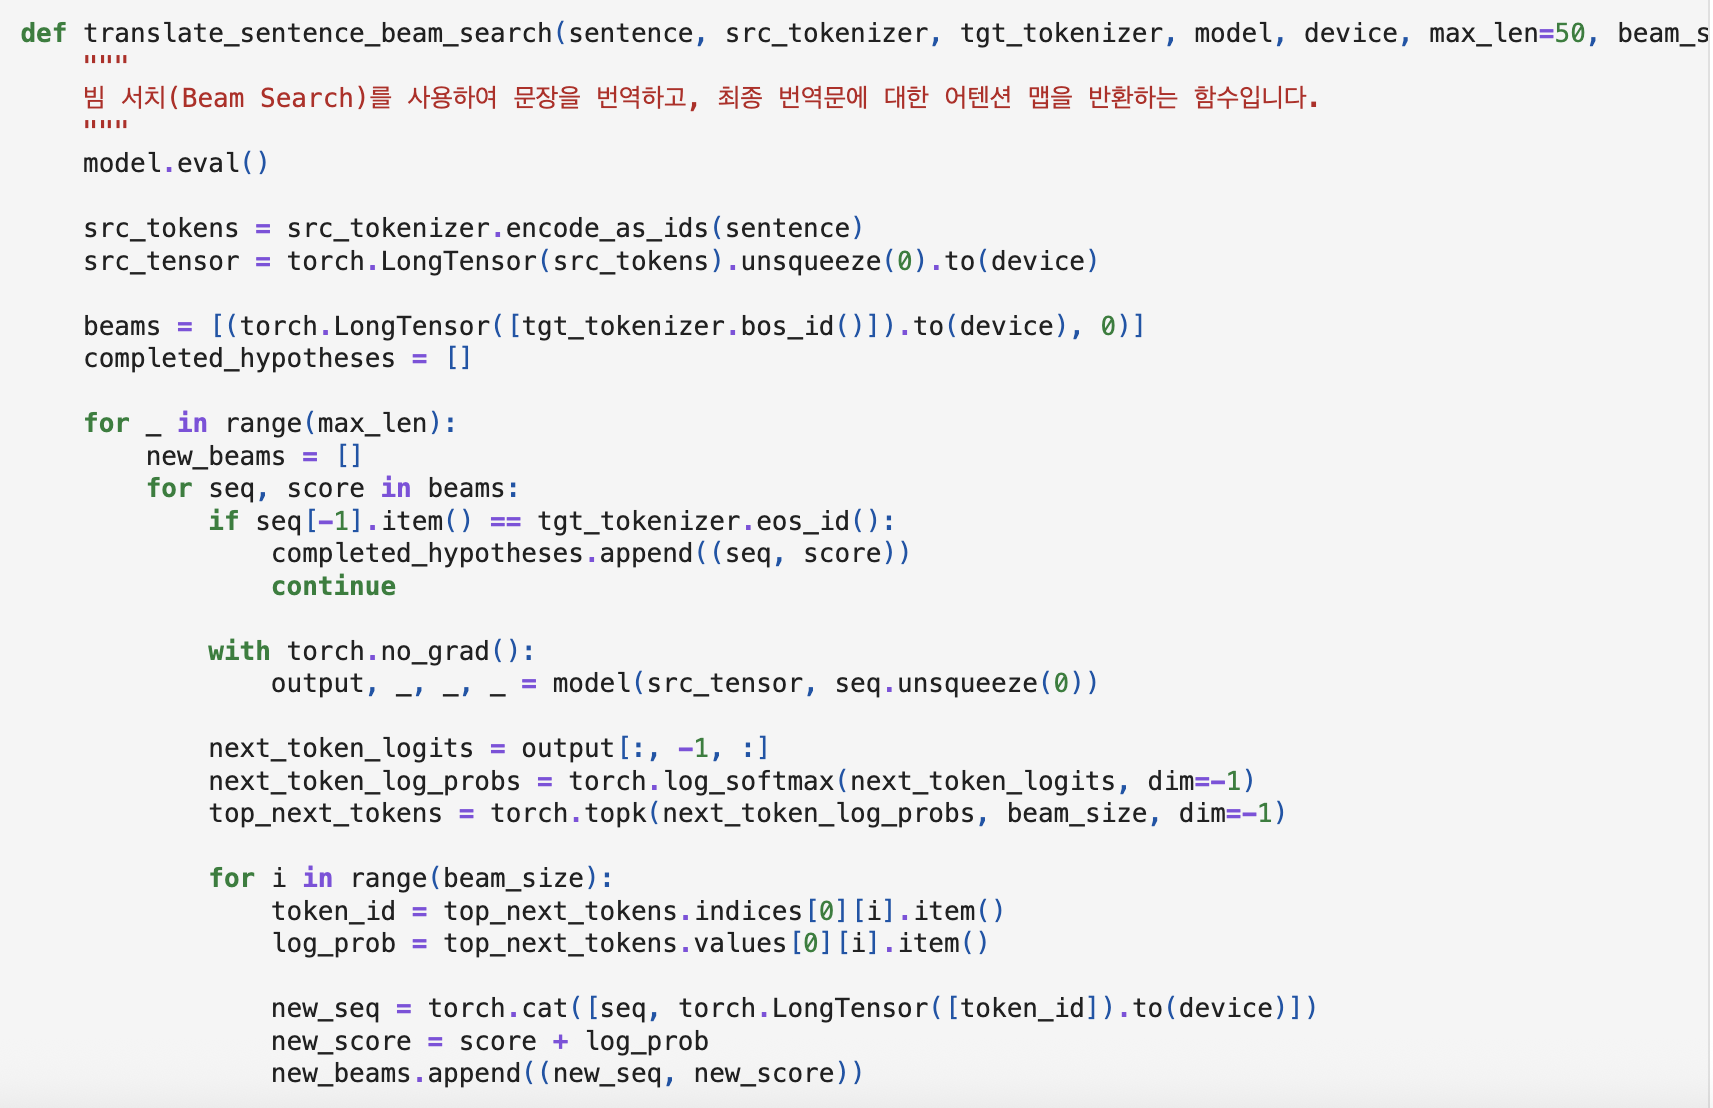 def translate_sentence_beam_search(sentence, src_tokenizer, tgt_tokenizer, model, device, max_len=50, beam_s
    """
    빔 서치(Beam Search)를 사용하여 문장을 번역하고, 최종 번역문에 대한 어텐션 맵을 반환하는 함수입니다.
    """
    model.eval()

    src_tokens = src_tokenizer.encode_as_ids(sentence)
    src_tensor = torch.LongTensor(src_tokens).unsqueeze(0).to(device)

    beams = [(torch.LongTensor([tgt_tokenizer.bos_id()]).to(device), 0)]
    completed_hypotheses = []

    for _ in range(max_len):
        new_beams = []
        for seq, score in beams:
            if seq[-1].item() == tgt_tokenizer.eos_id():
                completed_hypotheses.append((seq, score))
                continue

            with torch.no_grad():
                output, _, _, _ = model(src_tensor, seq.unsqueeze(0))

            next_token_logits = output[:, -1, :]
            next_token_log_probs = torch.log_softmax(next_token_logits, dim=-1)
            top_next_tokens = torch.topk(next_token_log_probs, beam_size, dim=-1)

            for i in range(beam_size):
                token_id = top_next_tokens.indices[0][i].item()
                log_prob = top_next_tokens.values[0][i].item()

                new_seq = torch.cat([seq, torch.LongTensor([token_id]).to(device)])
                new_score = score + log_prob
                new_beams.append((new_seq, new_score))